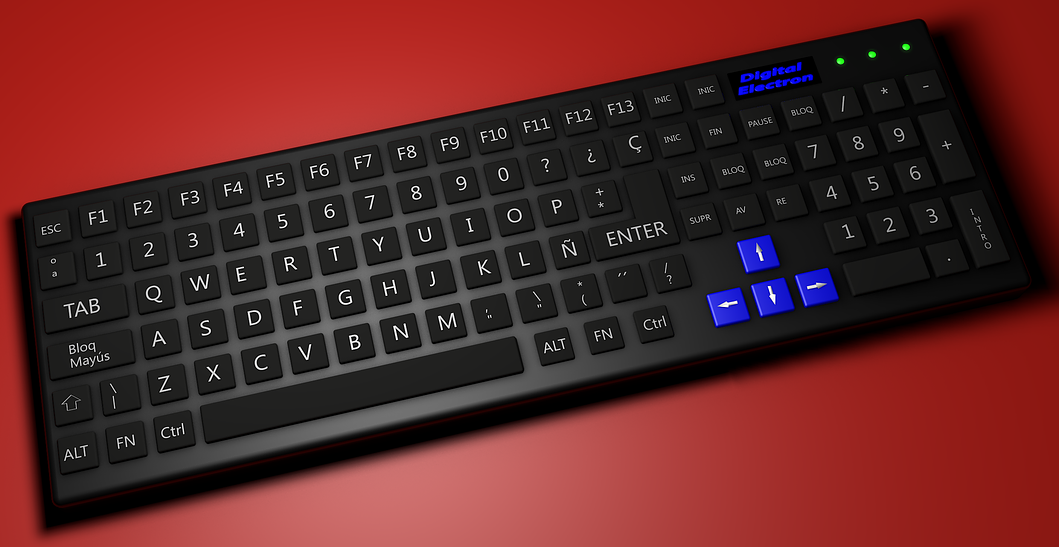 Digital
Electron
ESC F1 F2 F3 F4 F5 F6 F7 F8 F9 F10 F11 F12 F13 INIC INIC
º
ª
1 2 3 4 5 6 7 8 9 0 ? ¿ Ç INIC FIN PAUSE BLOQ / * -
TAB Q W E R T Y U I O P
+
*
ENTER INS BLOQ BLOQ 7 8 9 +
Bloq
Mayús
A S D F G H J K L Ñ SUPR AV RE 4 5 6
\
|
Z X C V B N M
\
"
*
(
/
?
1 2 3
I
N
T
R
O
ALT FN Ctrl ALT FN Ctrl .